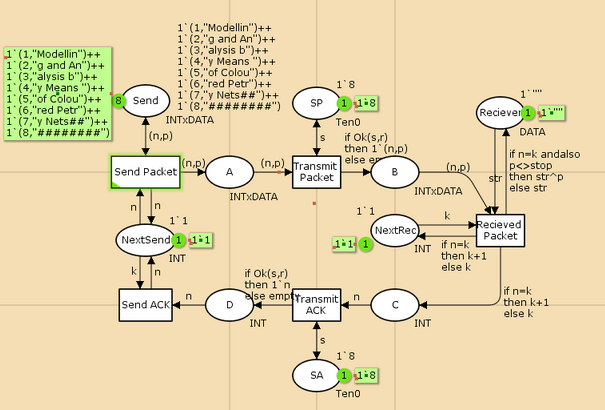 1`(1,"Modellin")++
1`(2,"g and An")++
1`(3,"alysis b")++
1`(4,"y Means ")++
1`(5,"of Colou")++
1`(6,"red Petr")++
1`(7,"y Nets##")++
1`(8,"########")
1`(1,"Modellin")++
1`(2,"g and An")++
1`(3,"alysis b")++
1`(4,"y Means ")++
1`(5,"of Colou")++
1`(6,"red Petr")++
1`(7,"y Nets##")++
1`(8,"########")
8
Send
INTxDATA
(n,p)
1`8
SP
1
1`8
Ten0
s
1`""
Reciever
1
1`""
DATA
if Ok(s,r)
then 1`(n,p)
else em
if n=k andalso
p<>stop
then str^p
else str
str
Send Packet
(n,p)
A
INTxDATA
(n,p)
Transmit
Packet
B
INTxDATA
(n,p)
n
n
1`1
NextSend
1
1`1
INT
1`1
1`1
1
NextRec
INT
k
if n=k
then k+1
else k
Recieved
Packet
k
n
if Ok(s,r)
then 1`n
else empty
if n=k
then k+1
else k
Send ACK
n
D
INT
Transmit
ACK
n
C
INT
s
1`8
SA
1
1`8
Ten0